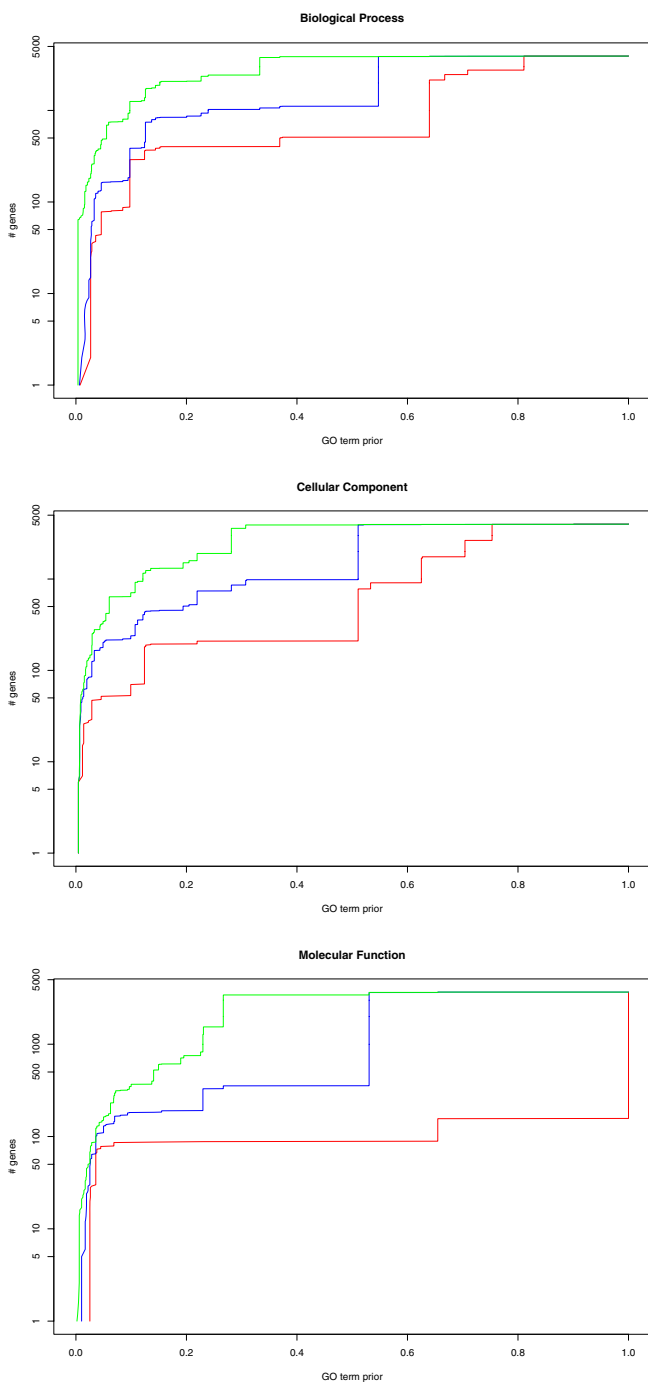 Biological Process
# genes
5000
500
100
50
10
5
1
0.0 0.2 0.4 0.6 0.8 1.0
GO term prior
Cellular Component
# genes
5000
500
100
50
10
5
1
0.0 0.2 0.4 0.6 0.8 1.0
GO term prior
Molecular Function
# genes
5000
1000
500
100
50
10
5
1
0.0 0.2 0.4 0.6 0.8 1.0
GO term prior